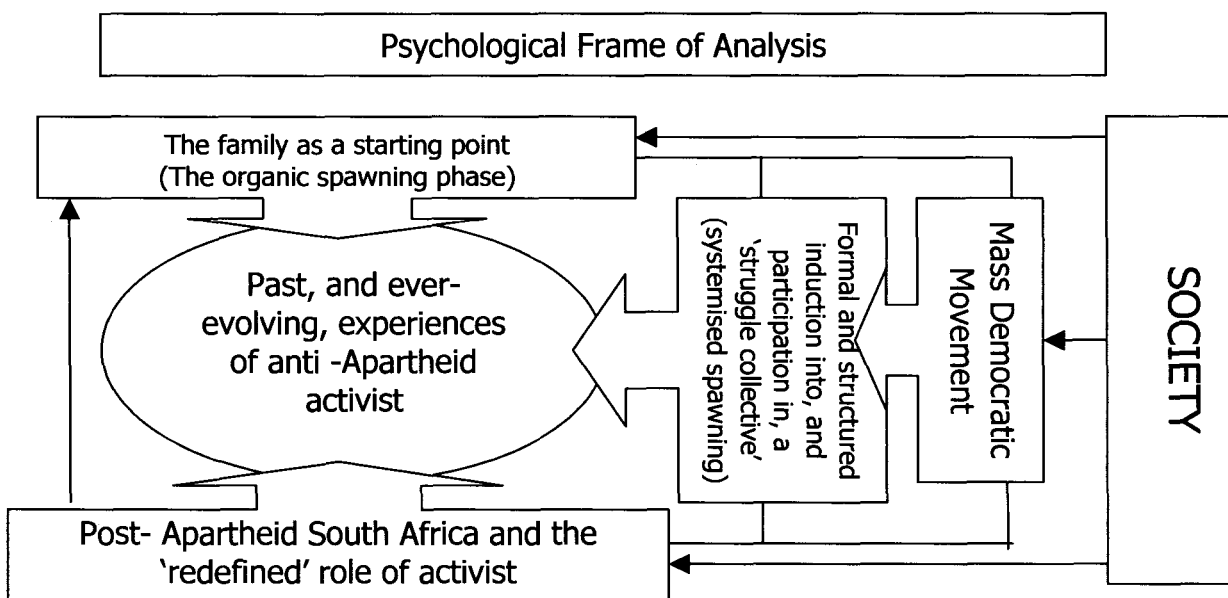 Psychological Frame of Analysis
The family as a starting point
(The organic spawning phase)
Past, and ever-
evolving, experiences
of anti -Apartheid
activist
Formal and structured
induction into, and
participation in, a
‘struggle collective’
(systemised spawning)
Mass Democratic
Movement
SOCIETY
Post- Apartheid South Africa and the
‘redefined’ role of activist